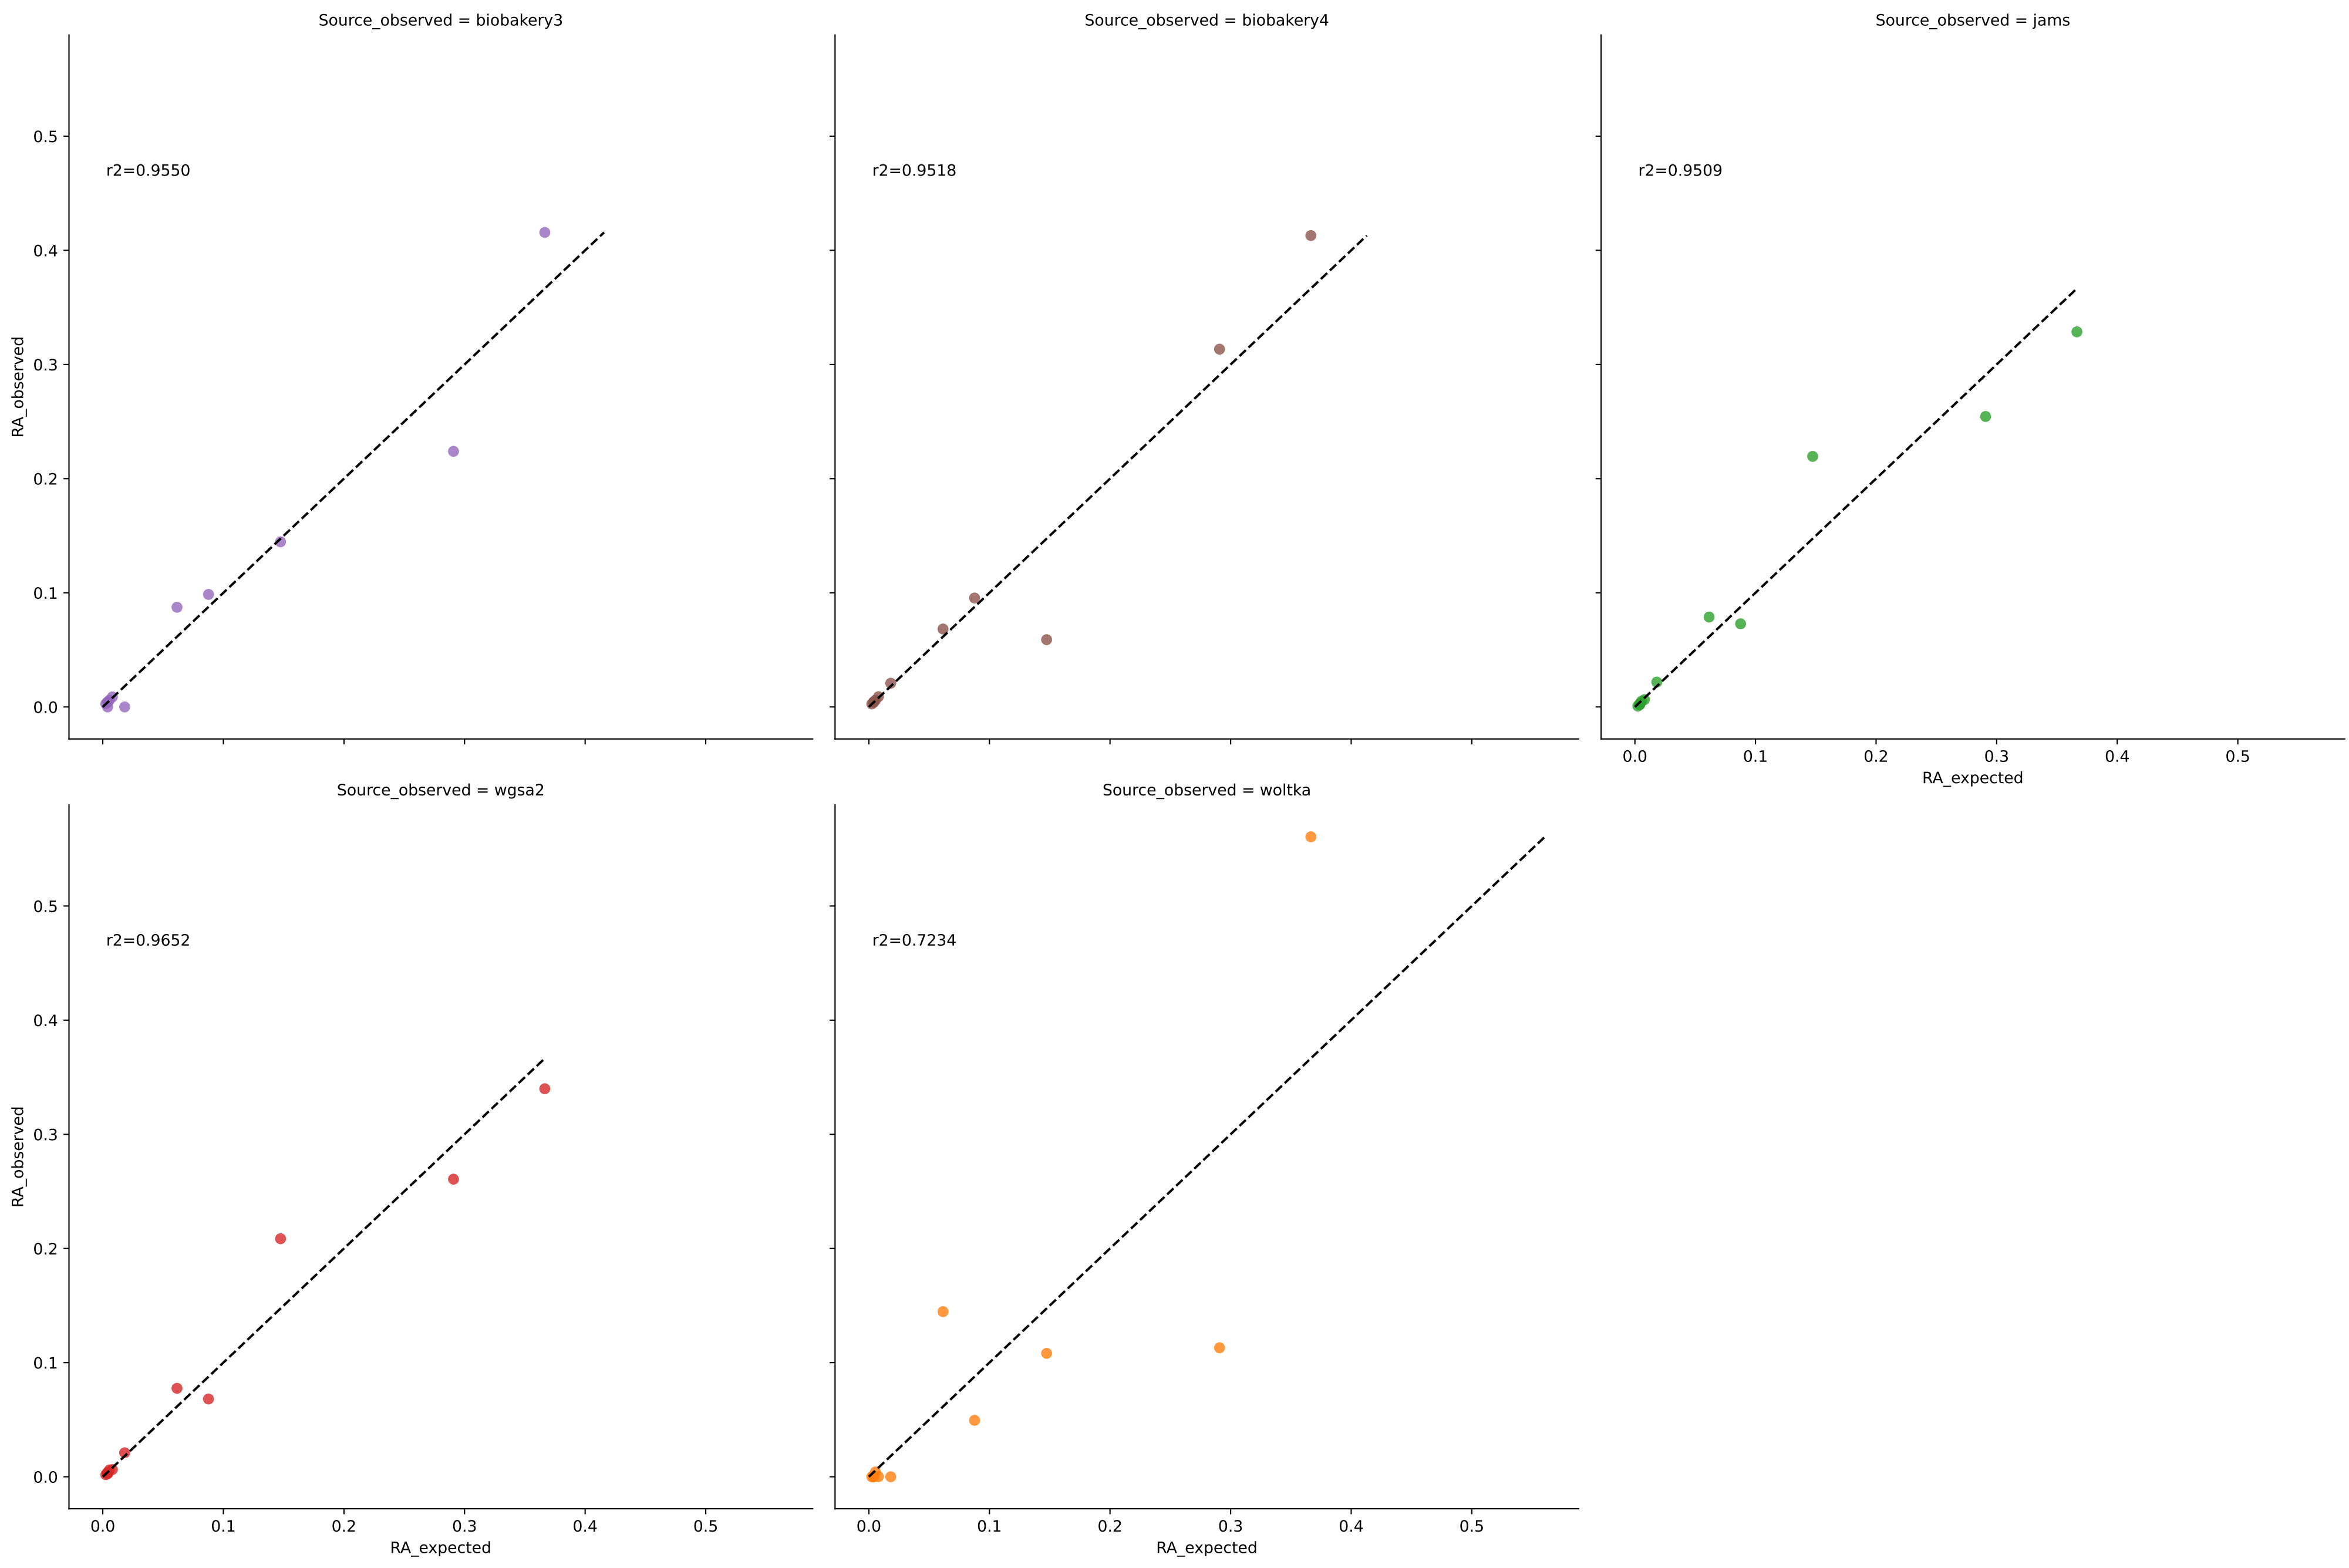 Source_observed = biobakery3
Source_observed = biobakery4
Source_observed = jams
0.5
r2=0.9550
r2=0.9518
r2=0.9509
0.4
RA_observed
0.3
0.2
0.1
0.0
0.0 0.1 0.2 0.3 0.4 0.5
RA_expected
Source_observed = wgsa2
Source_observed = woltka
0.5
r2=0.9652
r2=0.7234
0.4
RA_observed
0.3
0.2
0.1
0.0
0.0 0.1 0.2 0.3 0.4 0.5
0.0 0.1 0.2 0.3 0.4 0.5
RA_expected
RA_expected